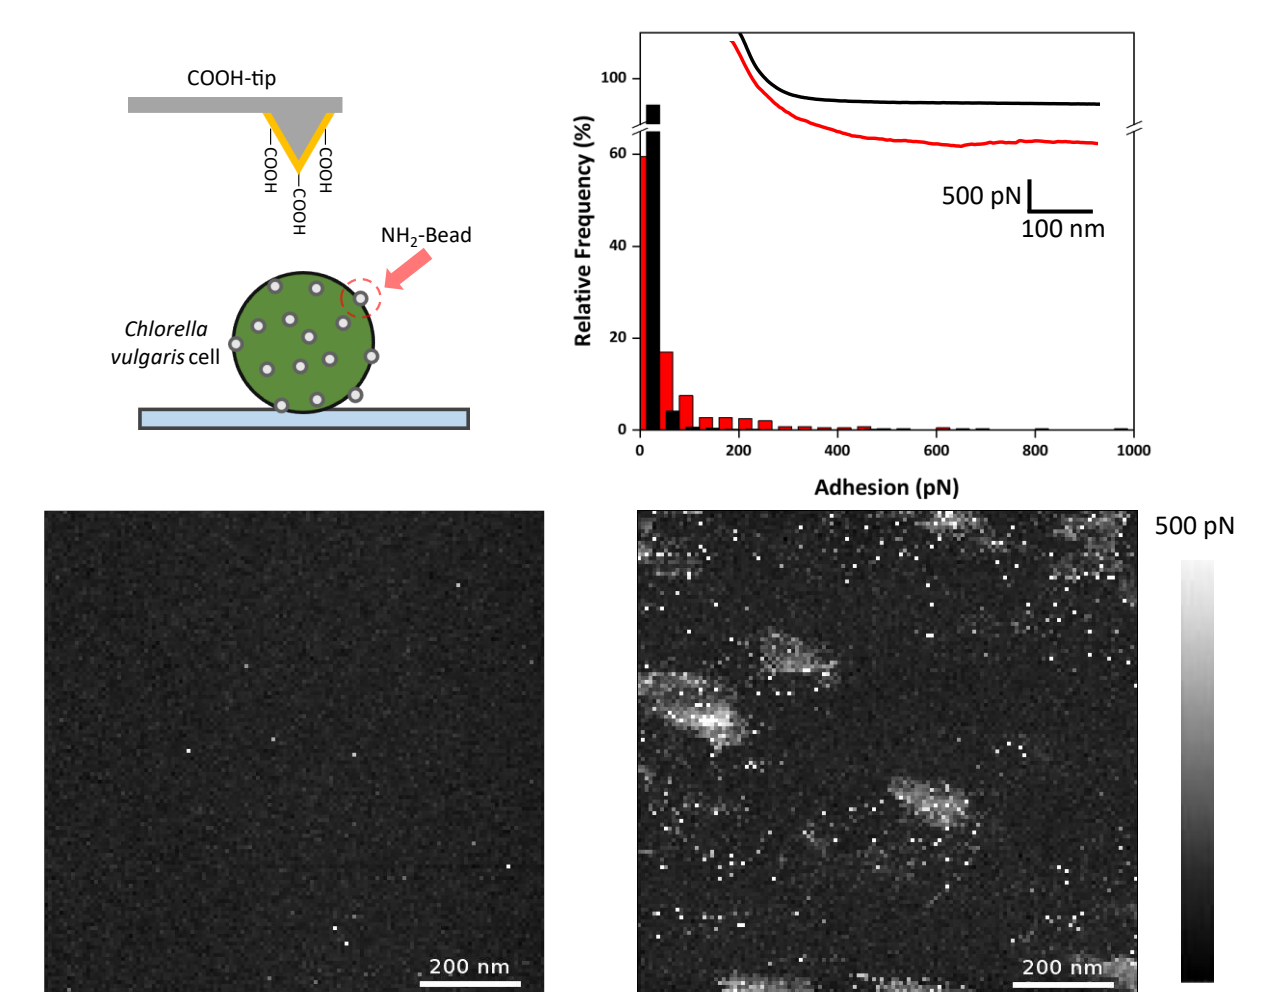 COOH-tip
—COOH
—COOH
—COOH
NH₂-Bead
Chlorella
vulgaris cell
Relative Frequency (%)
100
60
40
20
0
0 200 400 600 800 1000
Adhesion (pN)
500 pN
100 nm
200 nm
200 nm
500 pN